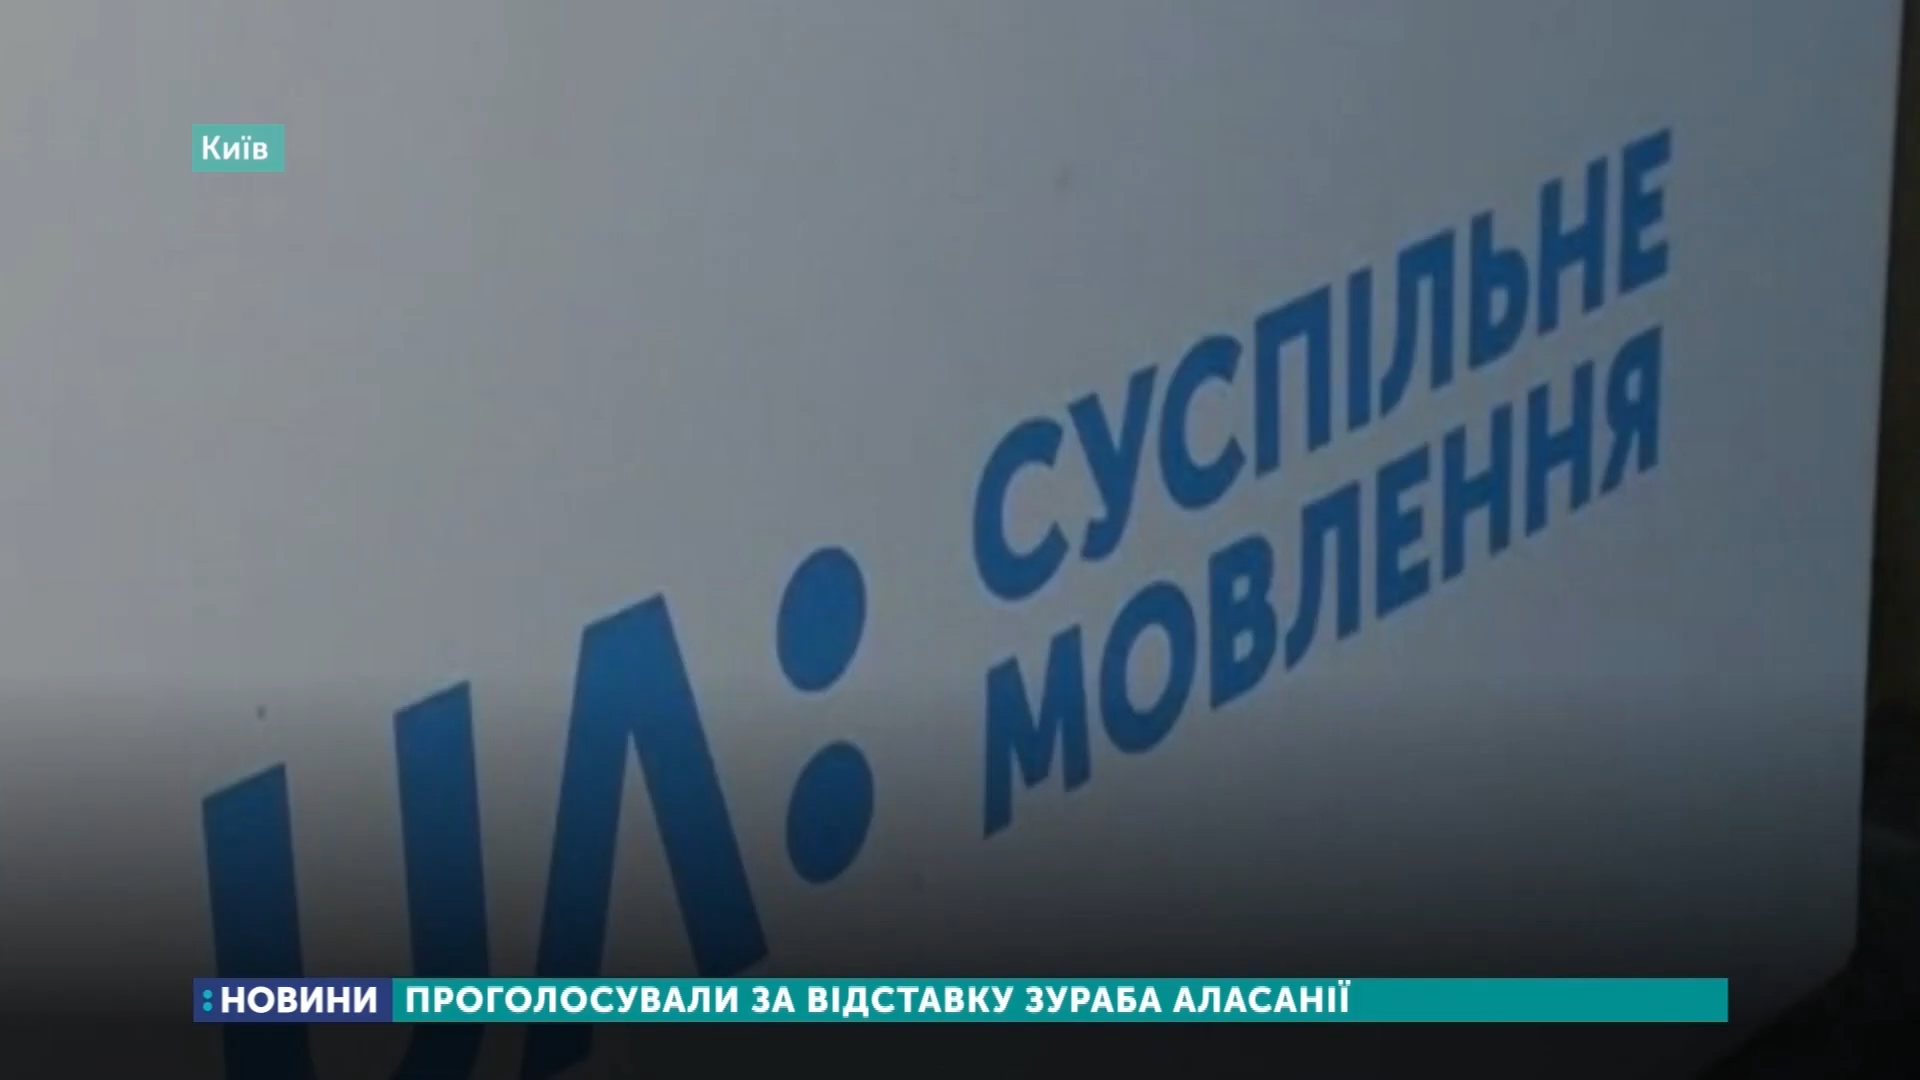 Київ
СУСПІЛЬНЕ
МОВЛЕННЯ
UA:
:НОВИНИ ПРОГОЛОСУВАЛИ ЗА ВІДСТАВКУ ЗУРАБА АЛАСАНІЇ